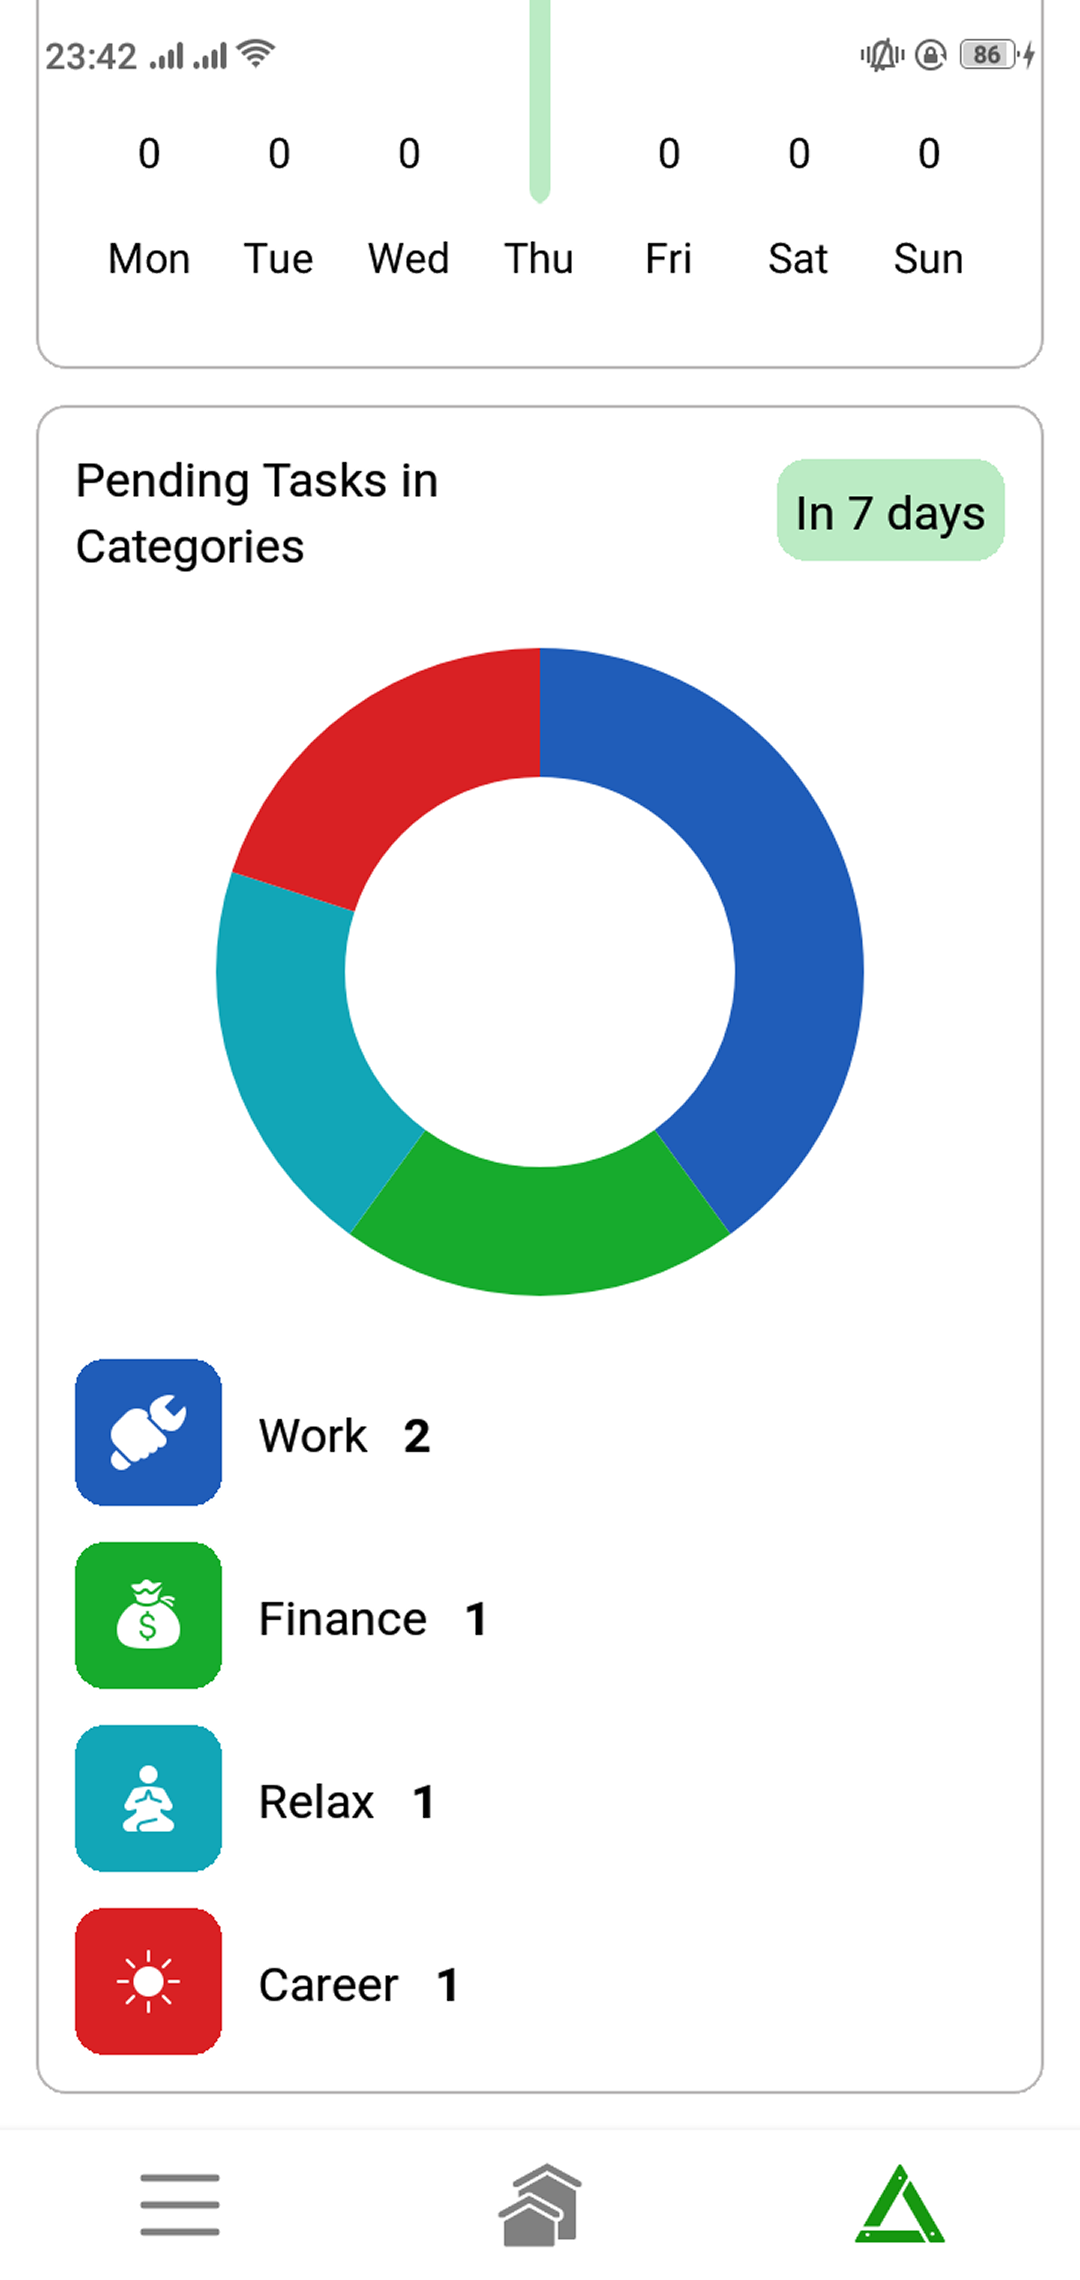 23:42 86
0 0 0 0 0 0
Mon Tue Wed Thu Fri Sat Sun
Pending Tasks in
Categories
In 7 days
Work 2
$
Finance 1
Relax 1
Career 1